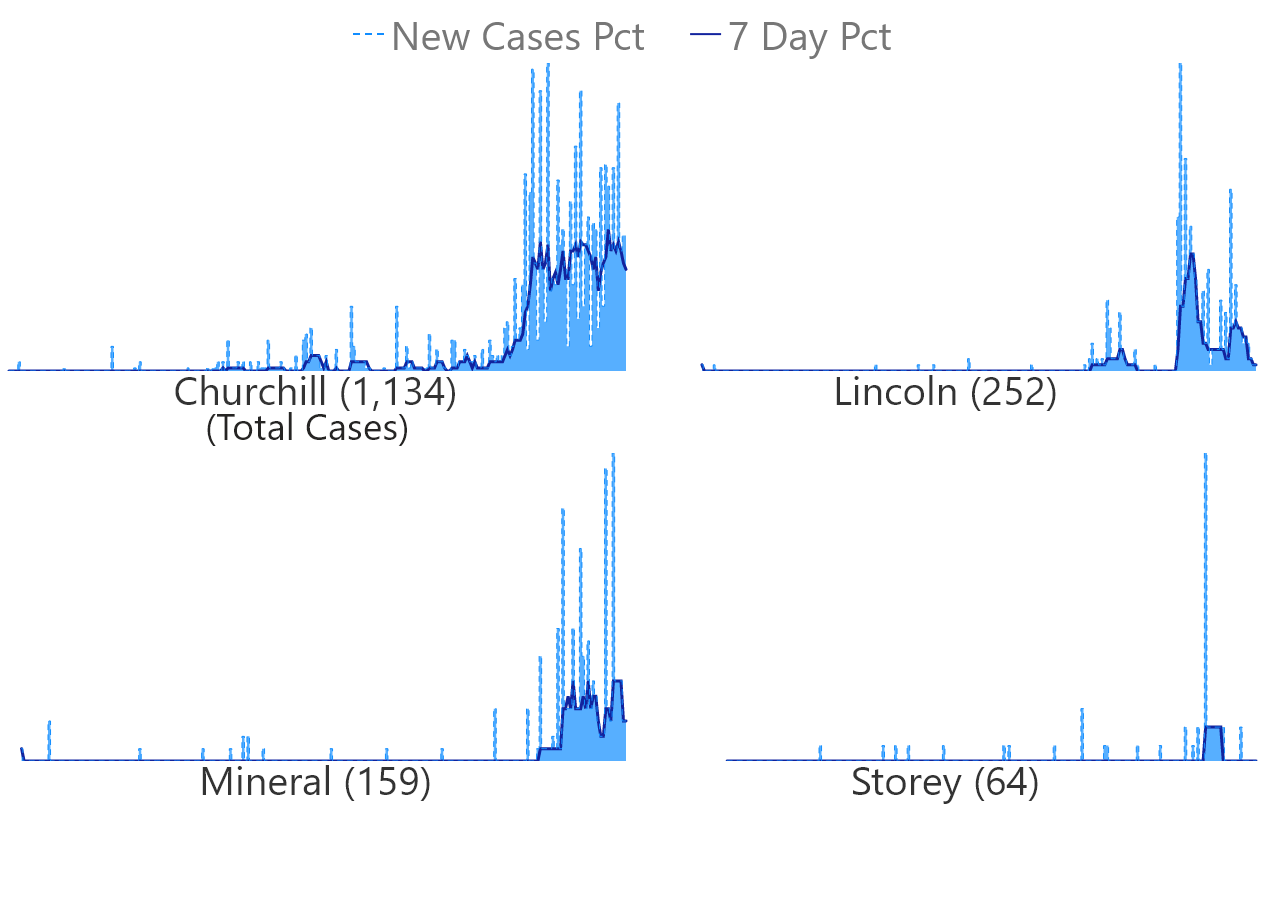 New Cases Pct 7 Day Pct
Churchill (1,134)
(Total Cases)
Lincoln (252)
Mineral (159)
Storey (64)